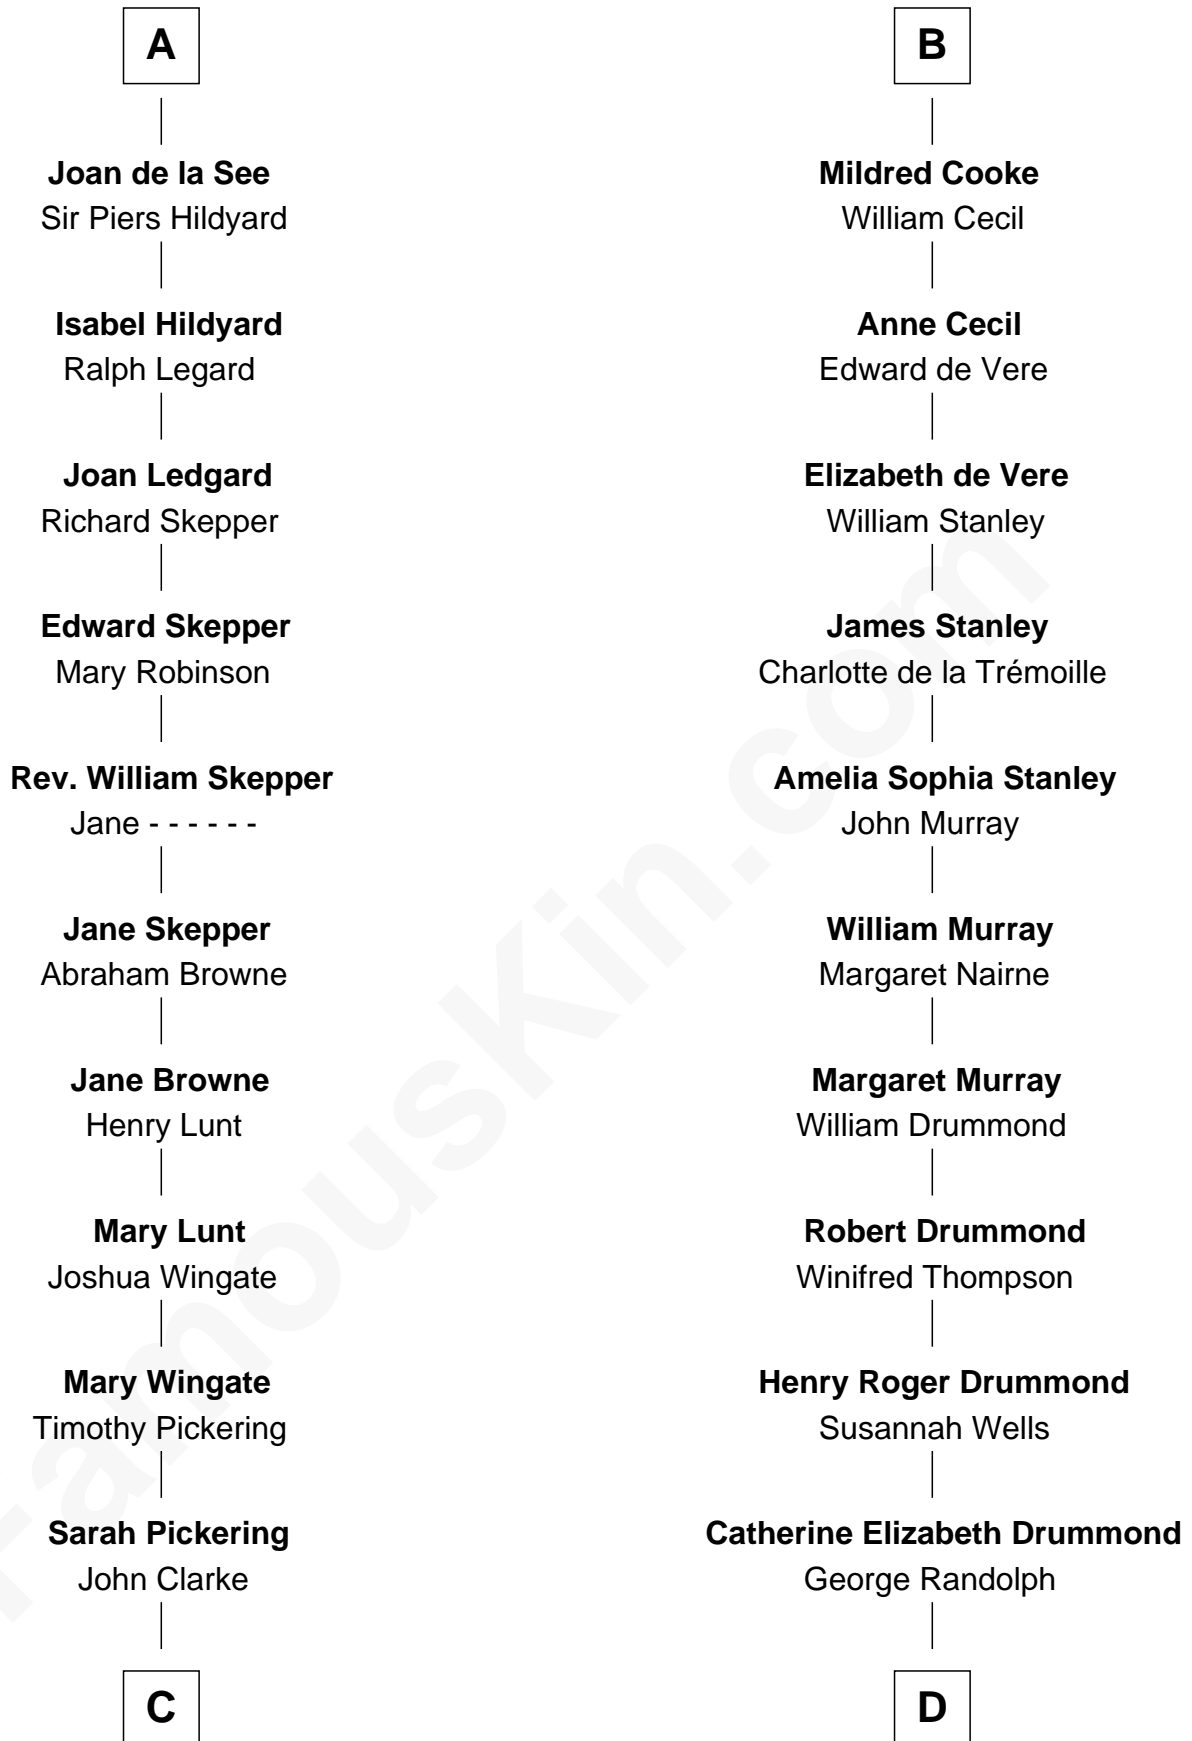 A
Joan de la See
Sir Piers Hildyard
Isabel Hildyard
Ralph Legard
Joan Ledgard
Richard Skepper
Edward Skepper
Mary Robinson
Rev. William Skepper
Jane - - - - - -
Jane Skepper
Abraham Browne
Jane Browne
Henry Lunt
Mary Lunt
Joshua Wingate
Mary Wingate
Timothy Pickering
Sarah Pickering
John Clarke
C
B
Mildred Cooke
William Cecil
Anne Cecil
Edward de Vere
Elizabeth de Vere
William Stanley
James Stanley
Charlotte de la Trémoille
Amelia Sophia Stanley
John Murray
William Murray
Margaret Nairne
Margaret Murray
William Drummond
Robert Drummond
Winifred Thompson
Henry Roger Drummond
Susannah Wells
Catherine Elizabeth Drummond
George Randolph
D
FamousKin.com